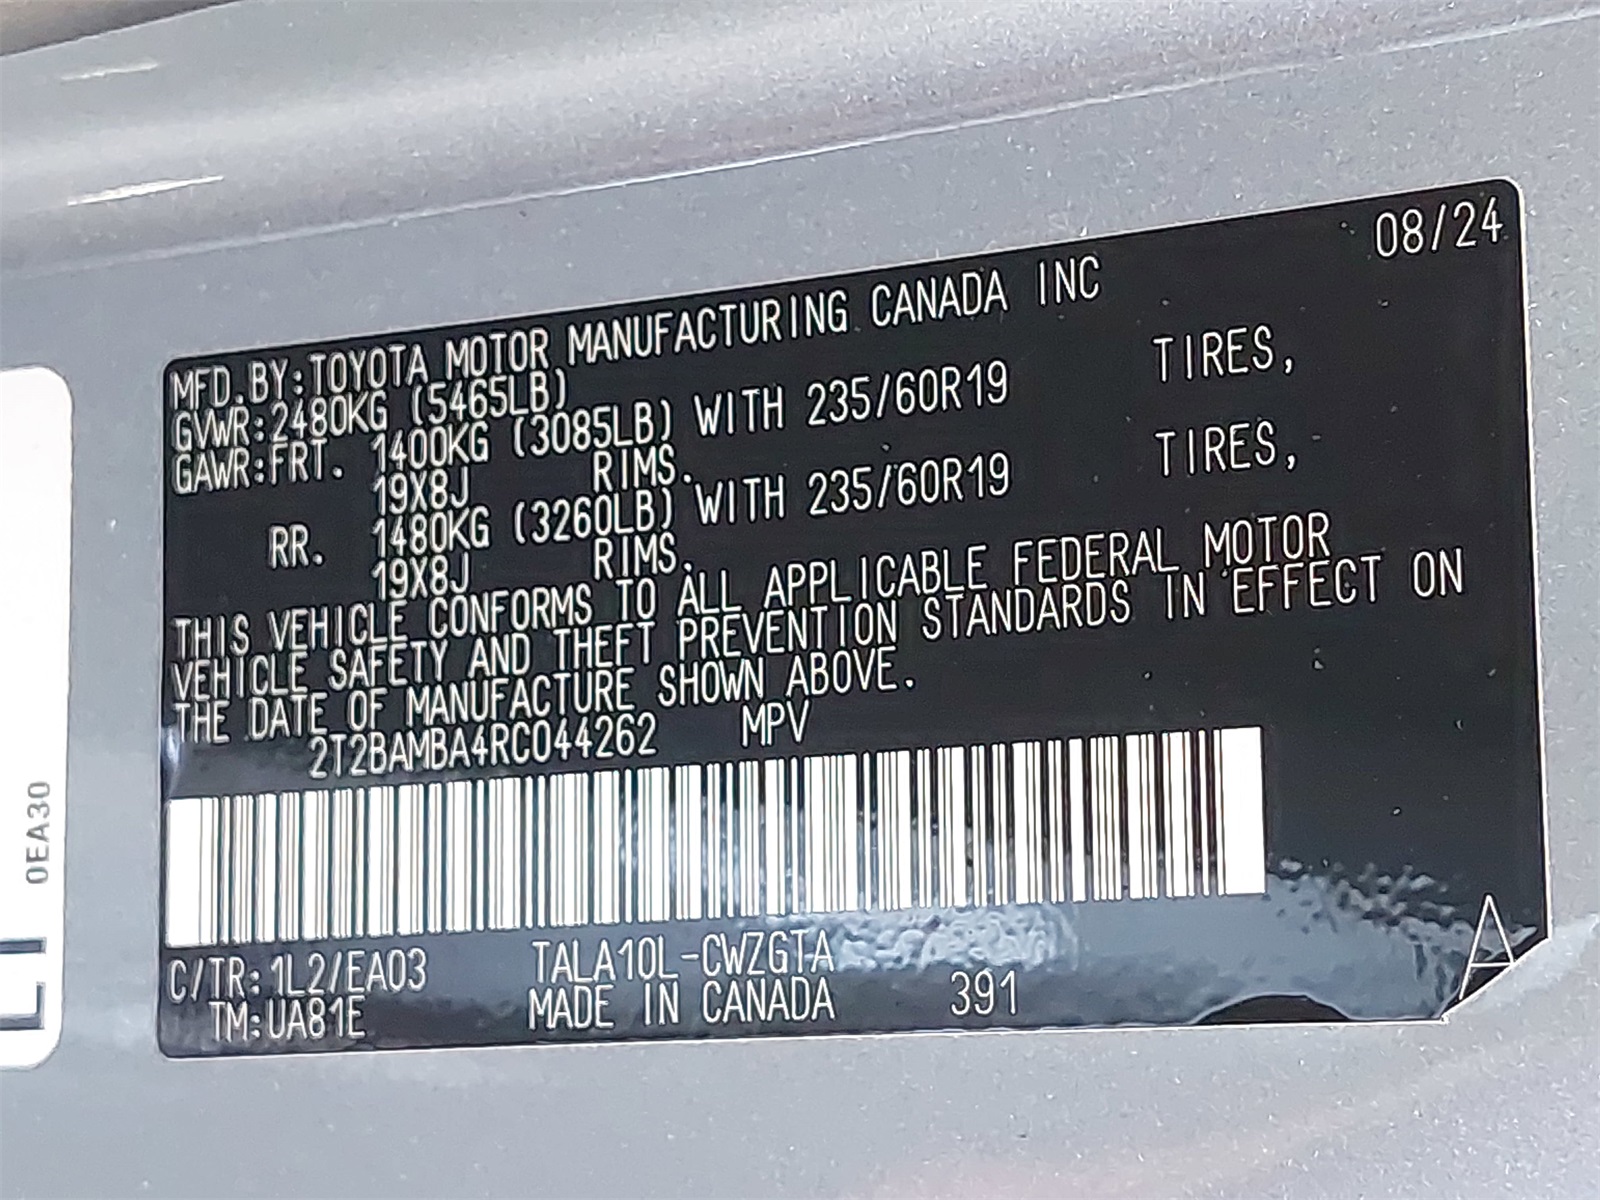 08/24
MFD.BY:TOYOTA MOTOR MANUFACTURING CANADA INC
GVWR:2480KG (5465LB)
GAWR:FRT. 1400KG (3085LB) WITH 235/60R19 TIRES,
19X8J RIMS.
RR. 1480KG (3260LB) WITH 235/60R19 TIRES,
19X8J RIMS.
THIS VEHICLE CONFORMS TO ALL APPLICABLE FEDERAL MOTOR
VEHICLE SAFETY AND THEFT PREVENTION STANDARDS IN EFFECT ON
THE DATE OF MANUFACTURE SHOWN ABOVE.
2T2BAMBA4RC044262 MPV
C/TR:1L2/EA03 TALA10L-CWZGTA
TM:UA81E MADE IN CANADA 391
A
0EA30